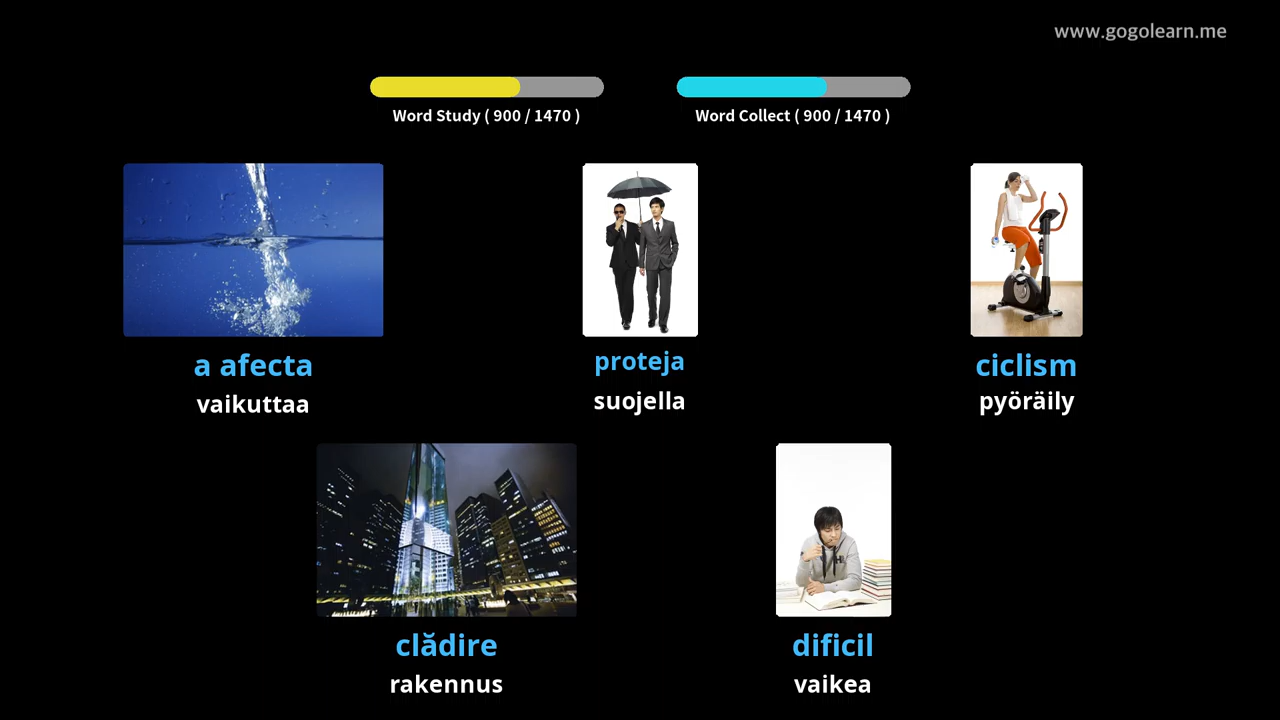 www.gogolearn.me
Word Study ( 900 / 1470 )
Word Collect ( 900 / 1470 )
a afecta
vaikuttaa
proteja
suojella
ciclism
pyöräily
clădire
rakennus
dificil
vaikea